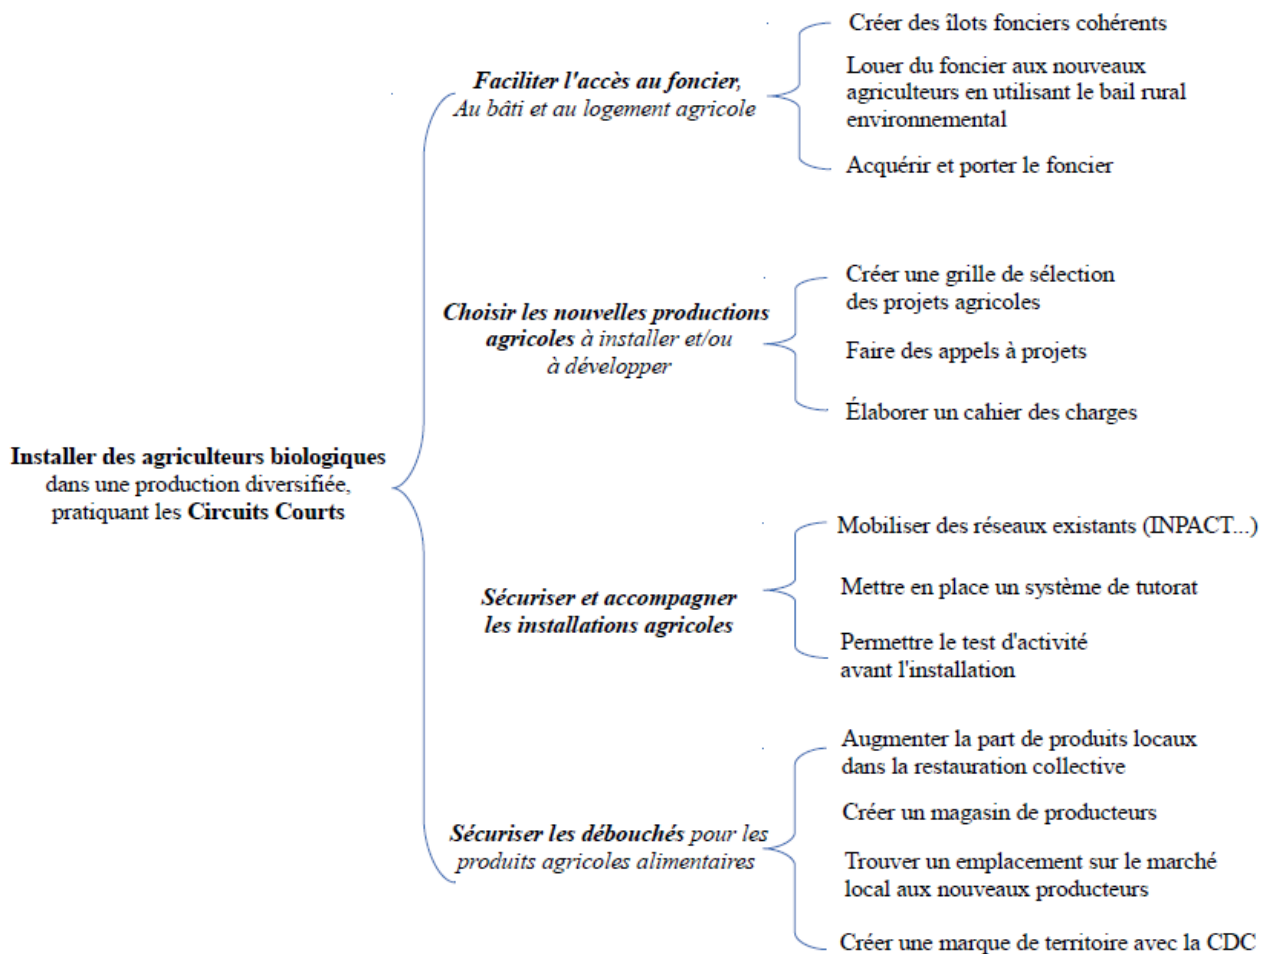 Installer des agriculteurs biologiques
dans une production diversifiée,
pratiquant les Circuits Courts
Faciliter l'accès au foncier,
Au bâti et au logement agricole
Créer des îlots fonciers cohérents
Louer du foncier aux nouveaux
agriculteurs en utilisant le bail rural
environnemental
Acquérir et porter le foncier
Choisir les nouvelles productions
agricoles à installer et/ou
à développer
Créer une grille de sélection
des projets agricoles
Faire des appels à projets
Élaborer un cahier des charges
Sécuriser et accompagner
les installations agricoles
Mobiliser des réseaux existants (INPACT...)
Mettre en place un système de tutorat
Permettre le test d'activité
avant l'installation
Sécuriser les débouchés pour les
produits agricoles alimentaires
Augmenter la part de produits locaux
dans la restauration collective
Créer un magasin de producteurs
Trouver un emplacement sur le marché
local aux nouveaux producteurs
Créer une marque de territoire avec la CDC